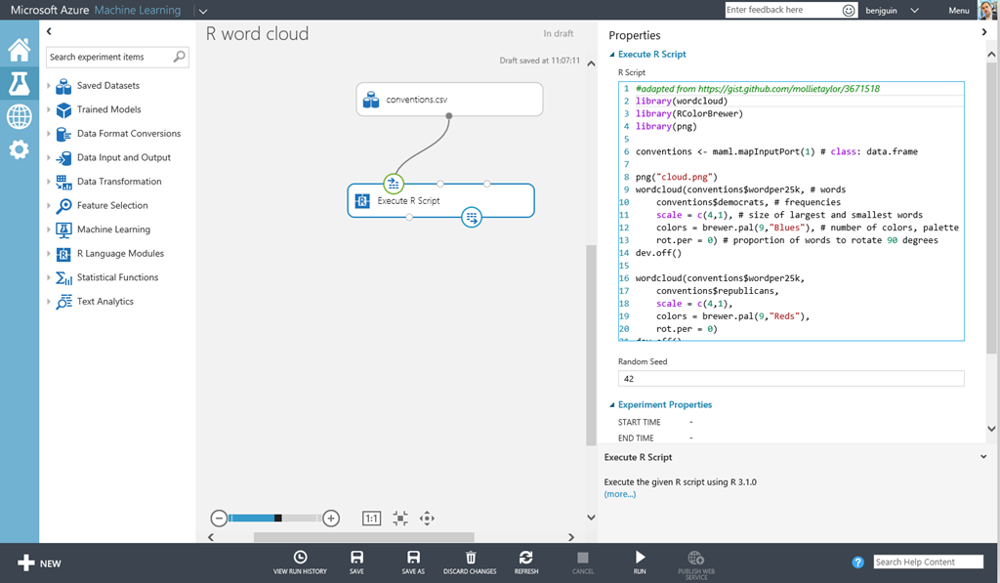 Microsoft Azure Machine Learning
Enter feedback here
benjguin
Menu
Search experiment items
Saved Datasets
Trained Models
Data Format Conversions
Data Input and Output
Data Transformation
Feature Selection
Machine Learning
R Language Modules
Statistical Functions
Text Analytics
R word cloud
In draft
Draft saved at 11:07:11
conventions.csv
Execute R Script
1:1
Properties
Execute R Script
R Script
1 #adapted from https://gist.github.com/mollietaylor/3671518
2 library(wordcloud)
3 library(RColorBrewer)
4 library(png)
5
6 conventions <- maml.mapInputPort(1) # class: data.frame
7
8 png("cloud.png")
9 wordcloud(conventions$wordper25k, # words
10 conventions$democrats, # frequencies
11 scale = c(4,1), # size of largest and smallest words
12 colors = brewer.pal(9,"Blues"), # number of colors, palette
13 rot.per = 0) # proportion of words to rotate 90 degrees
14 dev.off()
15
16 wordcloud(conventions$wordper25k,
17 conventions$republicans,
18 scale = c(4,1),
19 colors = brewer.pal(9,"Reds"),
20 rot.per = 0)
21 dev.off()
Random Seed
42
Experiment Properties
START TIME -
END TIME -
Execute R Script
Execute the given R script using R 3.1.0
(more...)
NEW
VIEW RUN HISTORY
SAVE
SAVE AS
DISCARD CHANGES
REFRESH
CANCEL
RUN
PUBLISH WEB
SERVICE
?
Search Help Content